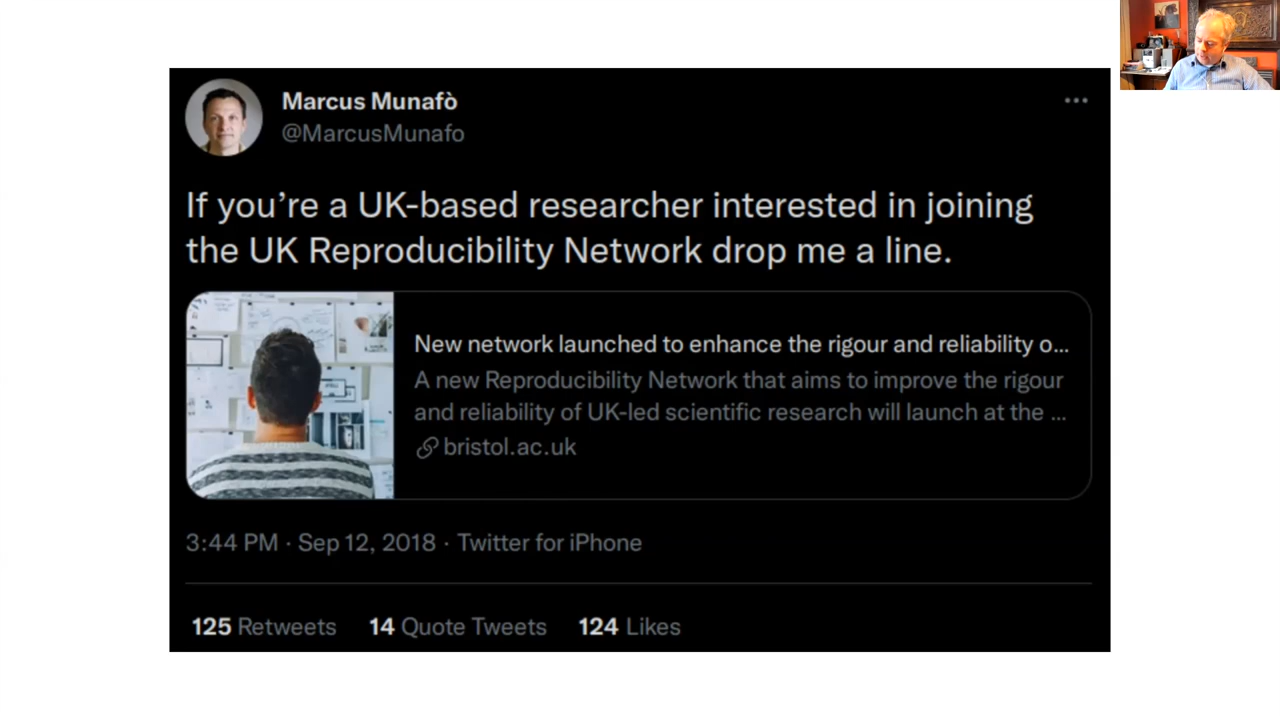 Marcus Munafò
@MarcusMunafo
If you’re a UK-based researcher interested in joining
the UK Reproducibility Network drop me a line.
New network launched to enhance the rigour and reliability o...
A new Reproducibility Network that aims to improve the rigour
and reliability of UK-led scientific research will launch at the ...
bristol.ac.uk
3:44 PM · Sep 12, 2018 · Twitter for iPhone
125 Retweets 14 Quote Tweets 124 Likes